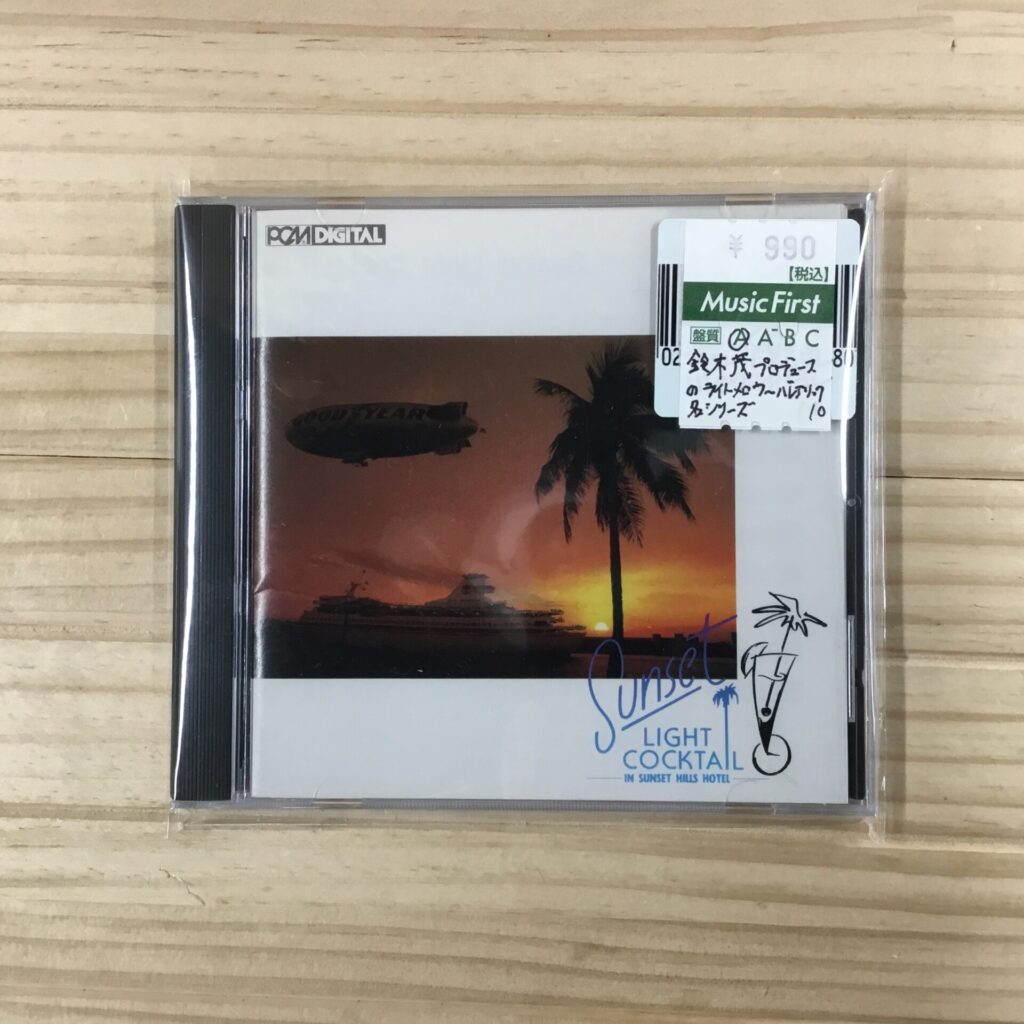 PCM DIGITAL
¥ 990
【税込】
Music First
盤質 A A⁻ B C
02 80
鈴木茂プロデュース
のライトメロウ〜バレアリック
名シリーズ 10
GOODYEAR
Sunset
LIGHT
COCKTAIL
IN SUNSET HILLS HOTEL